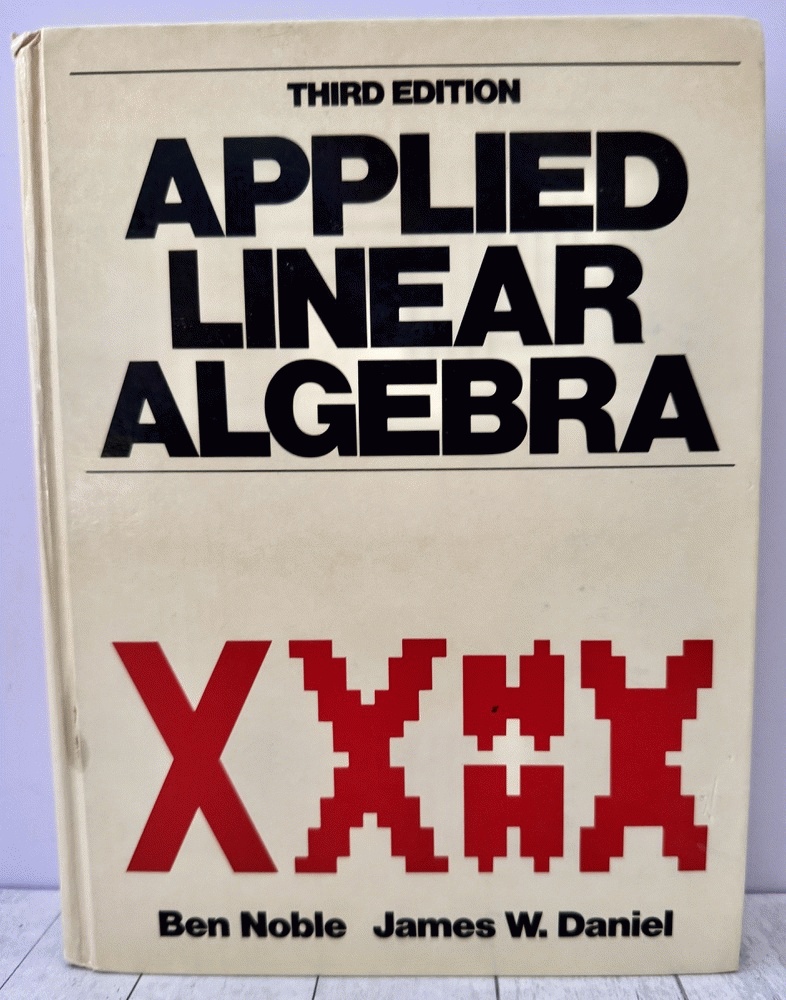 THIRD EDITION
APPLIED
LINEAR
ALGEBRA
Ben Noble James W. Daniel